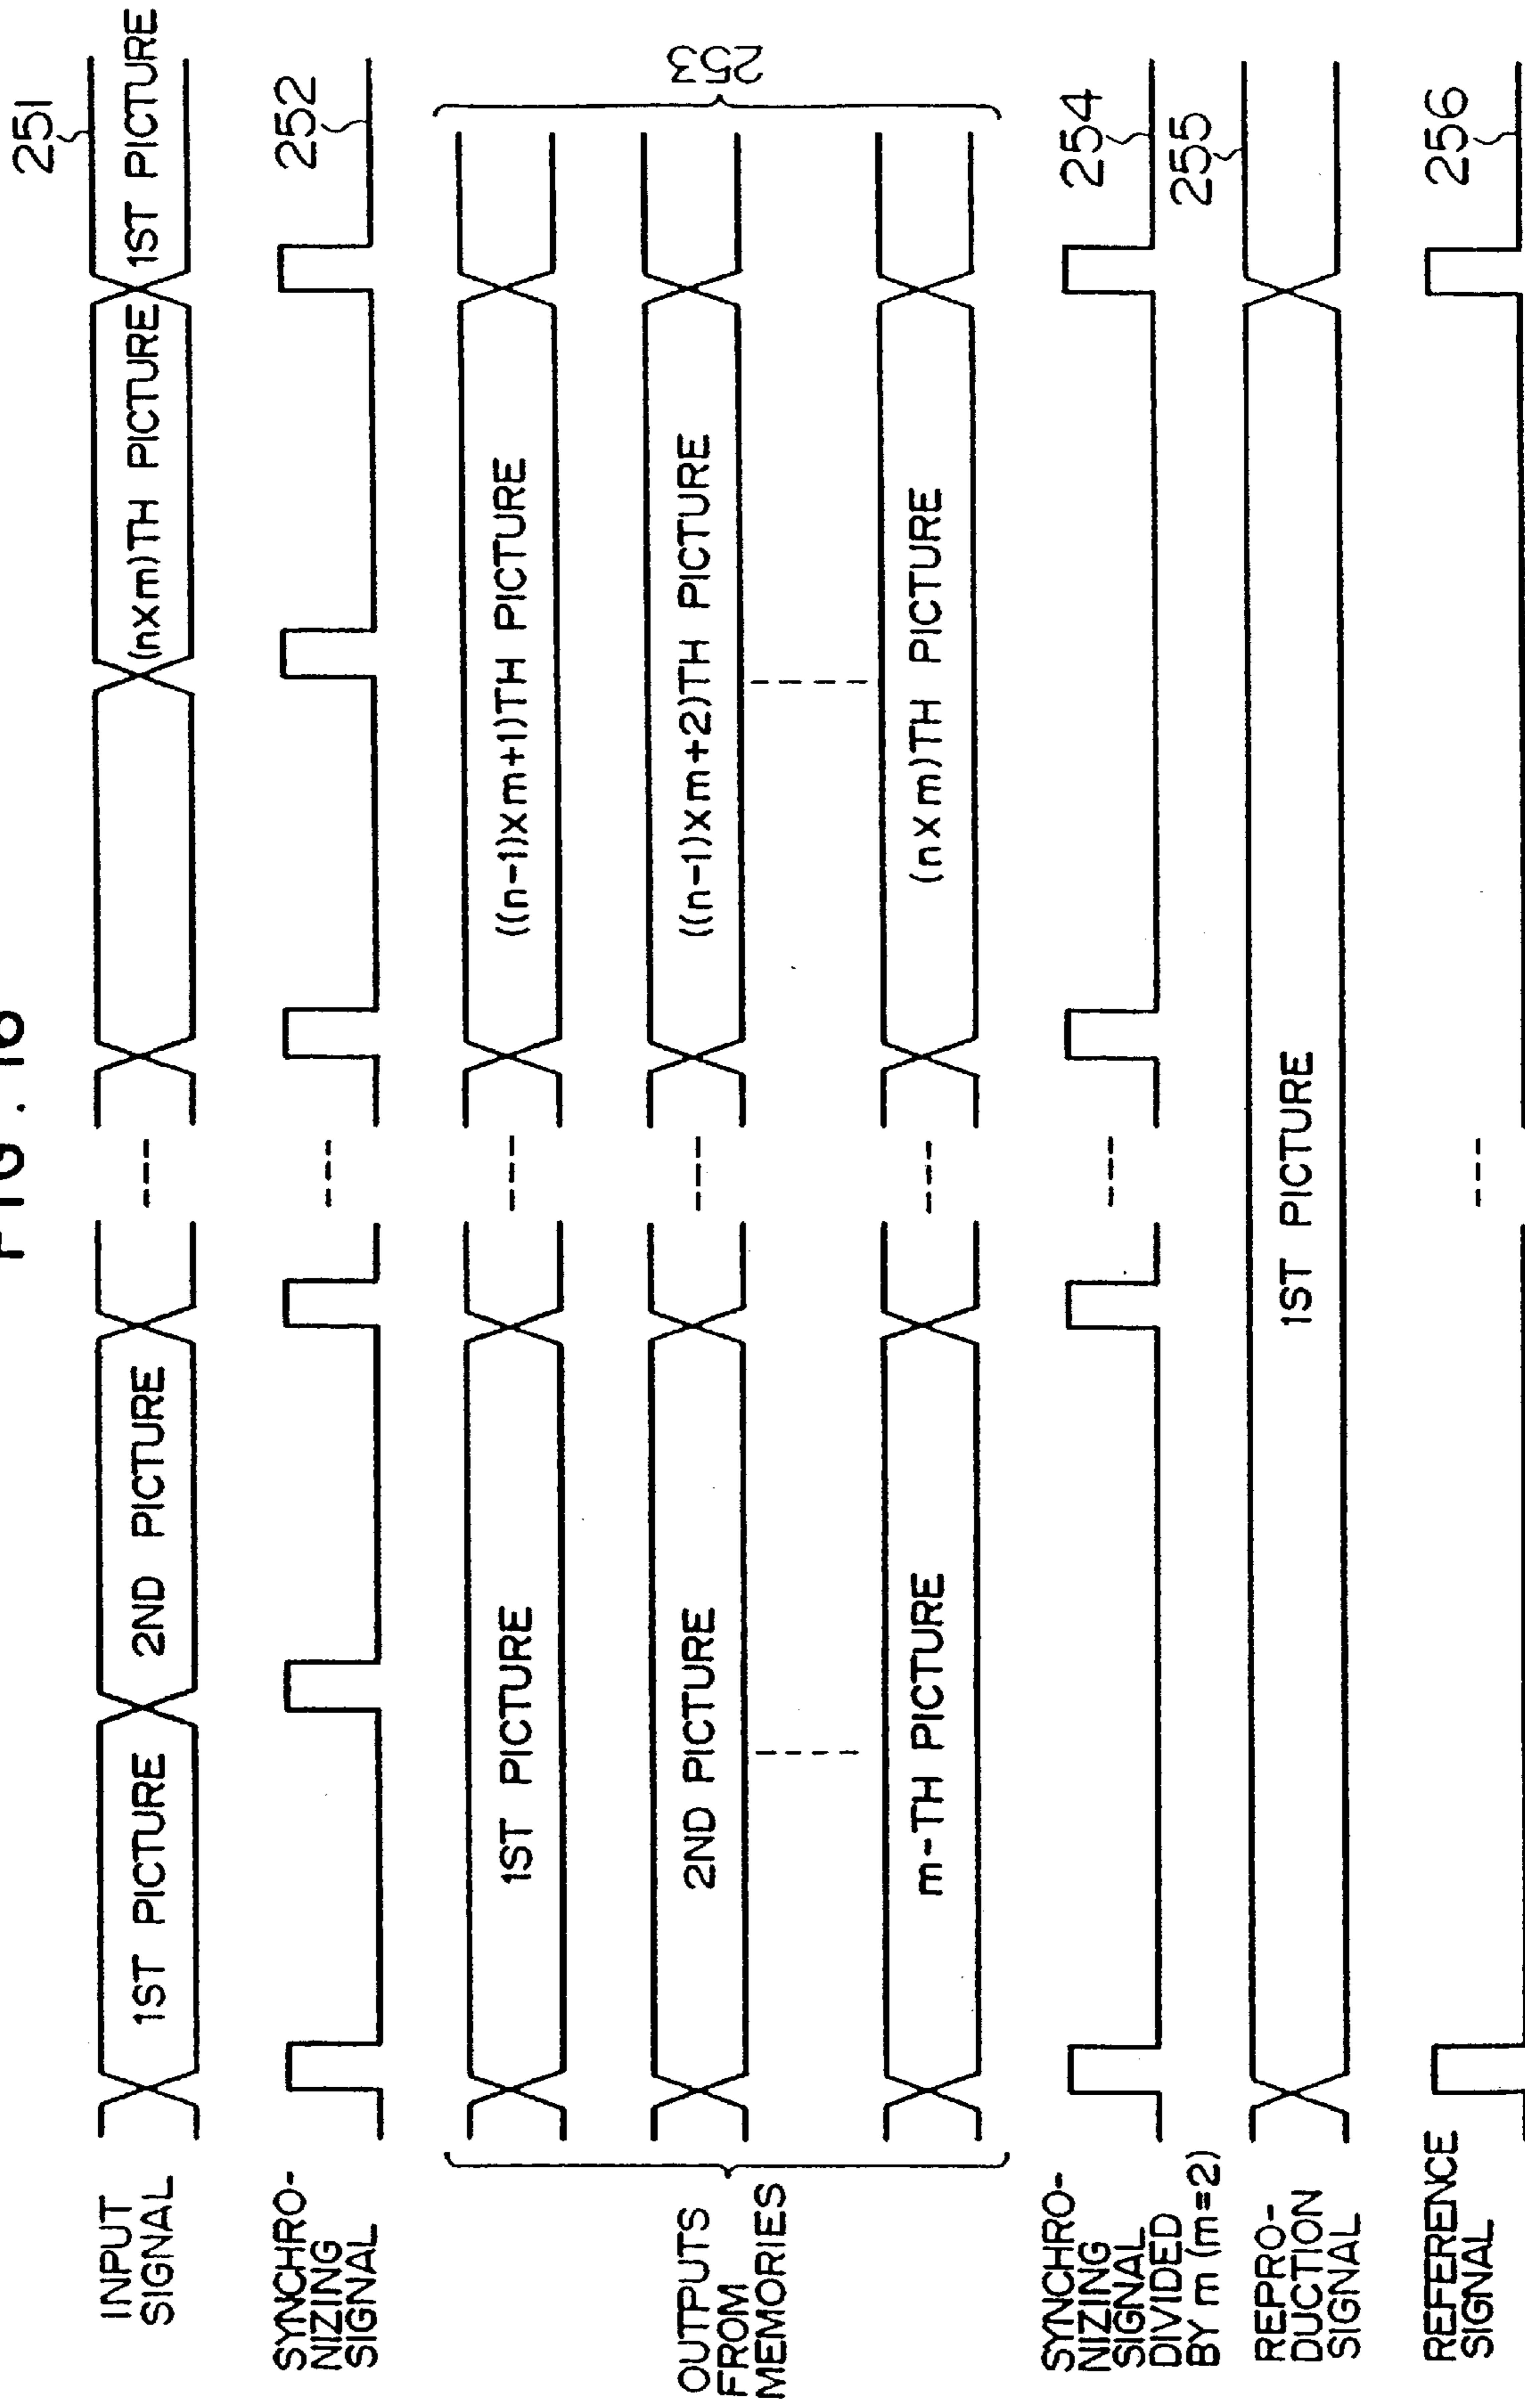 FIG.
INPUT
SIGNAL
1ST PICTURE
2ND PICTURE
---
(n×m)TH PICTURE
1ST PICTURE
251
SYNCHRO-
NIZING
SIGNAL
---
252
OUTPUTS
FROM
MEMORIES
1ST PICTURE
---
((n-1)×m+1)TH PICTURE
2ND PICTURE
---
((n-1)×m+2)TH PICTURE
m-TH PICTURE
---
(n×m)TH PICTURE
253
SYNCHRO-
NIZING
SIGNAL
DIVIDED
BY m (m=2)
---
254
REPRO-
DUCTION
SIGNAL
1ST PICTURE
255
REFERENCE
SIGNAL
---
256